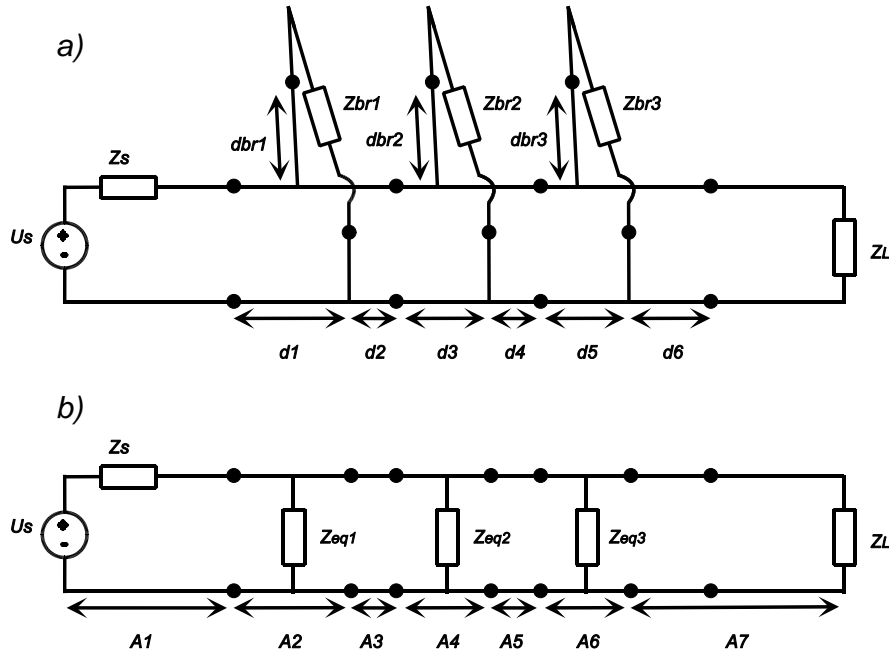 a)
Zbr1 Zbr2 Zbr3
dbr1 dbr2 dbr3
Zs
Us
+
-
ZL
d1 d2 d3 d4 d5 d6
b)
Zs
Us
+
-
Zeq1 Zeq2 Zeq3
ZL
A1 A2 A3 A4 A5 A6 A7